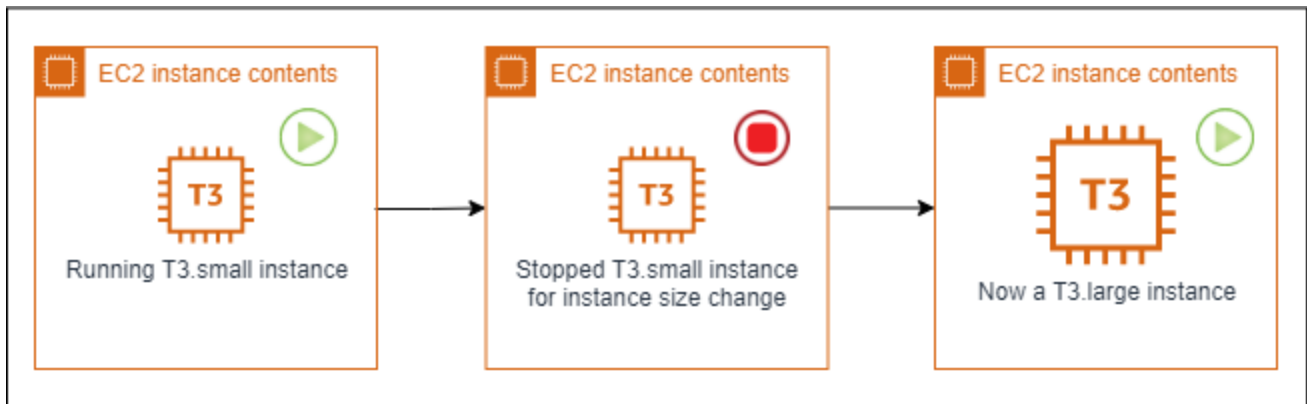 EC2 instance contents
T3
Running T3.small instance
EC2 instance contents
T3
Stopped T3.small instance
for instance size change
EC2 instance contents
T3
Now a T3.large instance